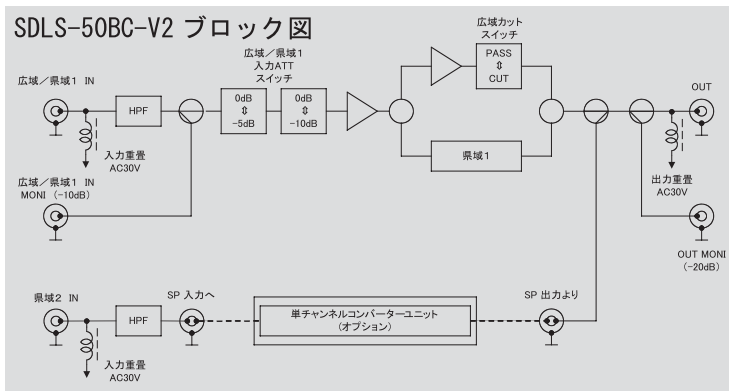 SDLS-50BC-V2 ブロック図
広域カット
スイッチ
広域／県域1
入力ATT
スイッチ
PASS
⇕
CUT
広域／県域1 IN
OUT
HPF
0dB
⇕
-5dB
0dB
⇕
-10dB
入力重畳
AC30V
県域1
出力重畳
AC30V
広域／県域1 IN
MONI (-10dB)
OUT MONI
(-20dB)
県域2 IN
SP 入力へ
SP 出力より
HPF
単チャンネルコンバーターユニット
(オプション)
入力重畳
AC30V